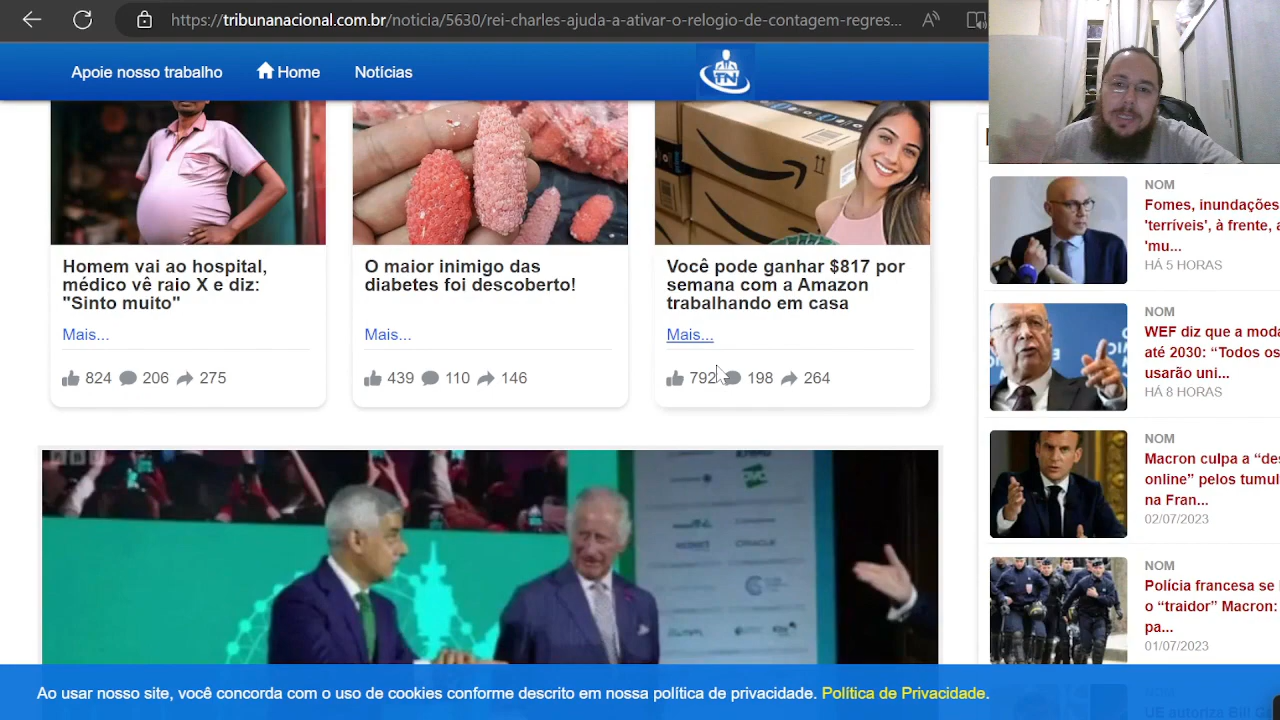 https://tribunanacional.com.br/noticia/5630/rei-charles-ajuda-a-ativar-o-relogio-de-contagem-regres...
Apoie nosso trabalho
Home
Notícias
TN
Homem vai ao hospital,
médico vê raio X e diz:
"Sinto muito"
Mais...
824 206 275
O maior inimigo das
diabetes foi descoberto!
Mais...
439 110 146
Você pode ganhar $817 por
semana com a Amazon
trabalhando em casa
Mais...
792 198 264
NOM
Fomes, inundações
'terríveis', à frente, a
'mu...
HÁ 5 HORAS
NOM
WEF diz que a moda
até 2030: “Todos os
usarão uni...
HÁ 8 HORAS
NOM
Macron culpa a “des
online” pelos tumul
na Fran...
02/07/2023
NOM
Polícia francesa se
o “traidor” Macron:
pa...
01/07/2023
NOM
UE autoriza Bill G
ORACLE
Ao usar nosso site, você concorda com o uso de cookies conforme descrito em nossa política de privacidade. Política de Privacidade.